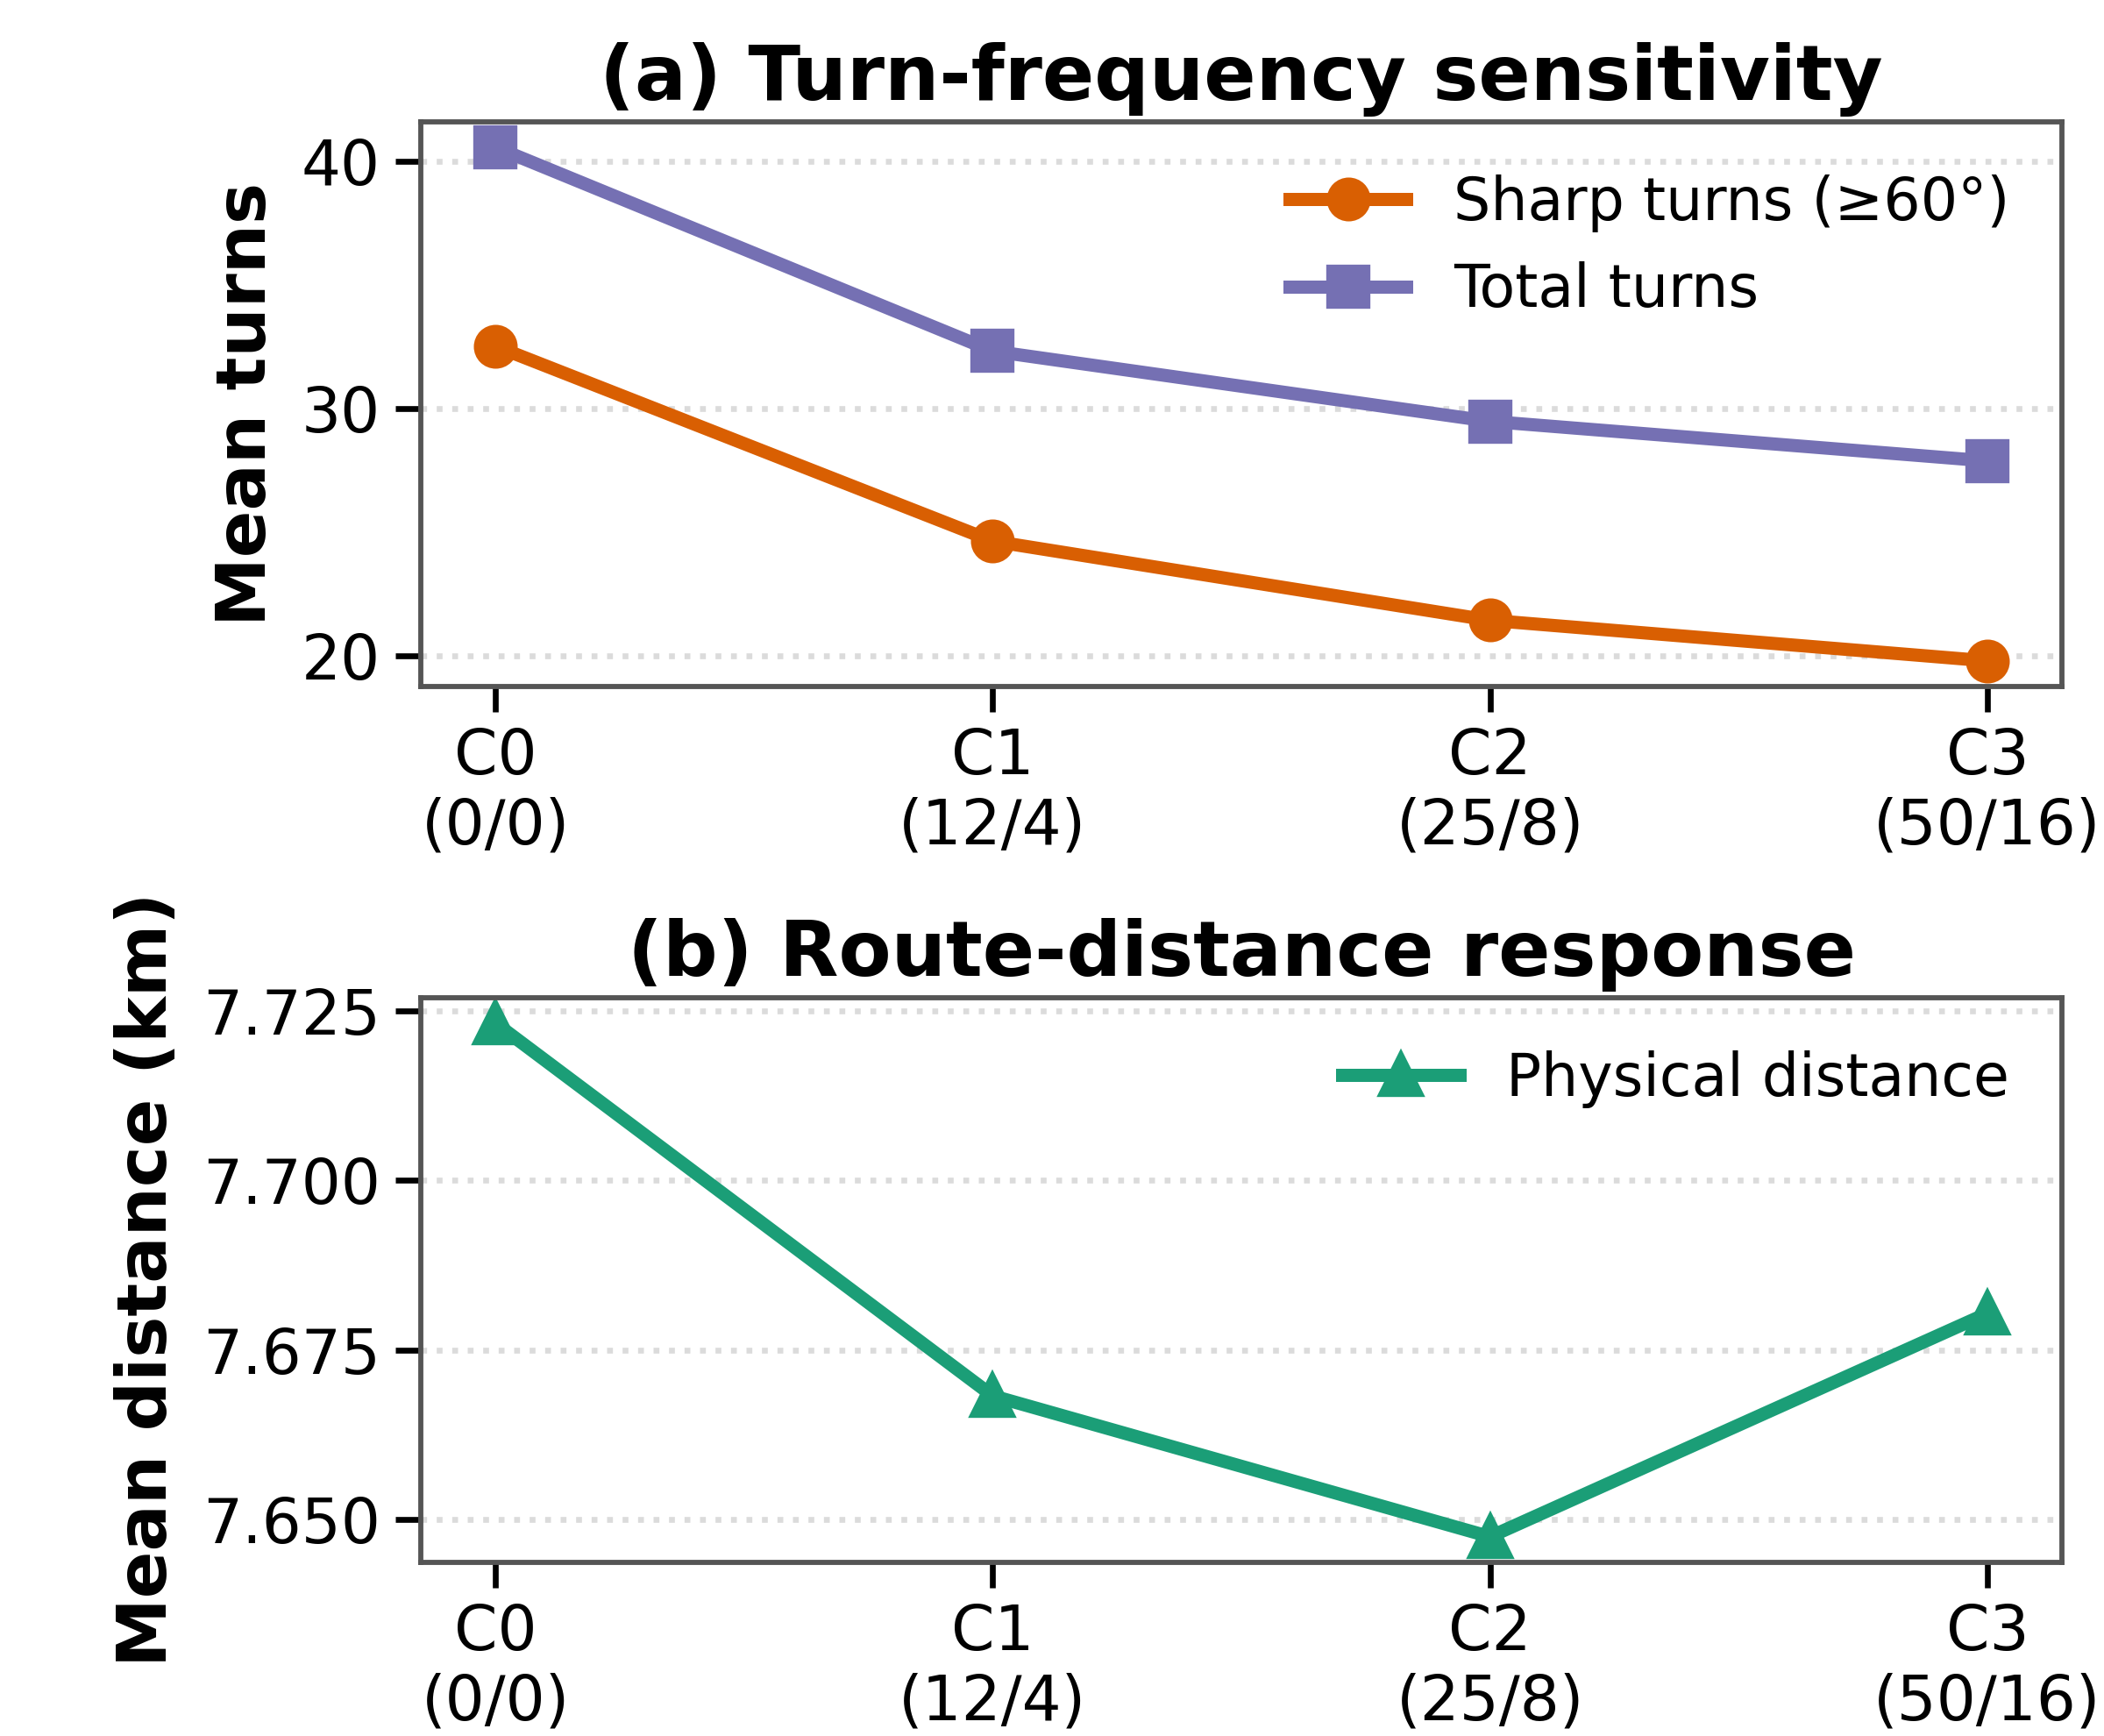 (a) Turn-frequency sensitivity
Mean turns
40
30
20
Sharp turns (≥60°)
Total turns
C0
(0/0)
C1
(12/4)
C2
(25/8)
C3
(50/16)
(b) Route-distance response
Mean distance (km)
7.725
7.700
7.675
7.650
Physical distance
C0
(0/0)
C1
(12/4)
C2
(25/8)
C3
(50/16)